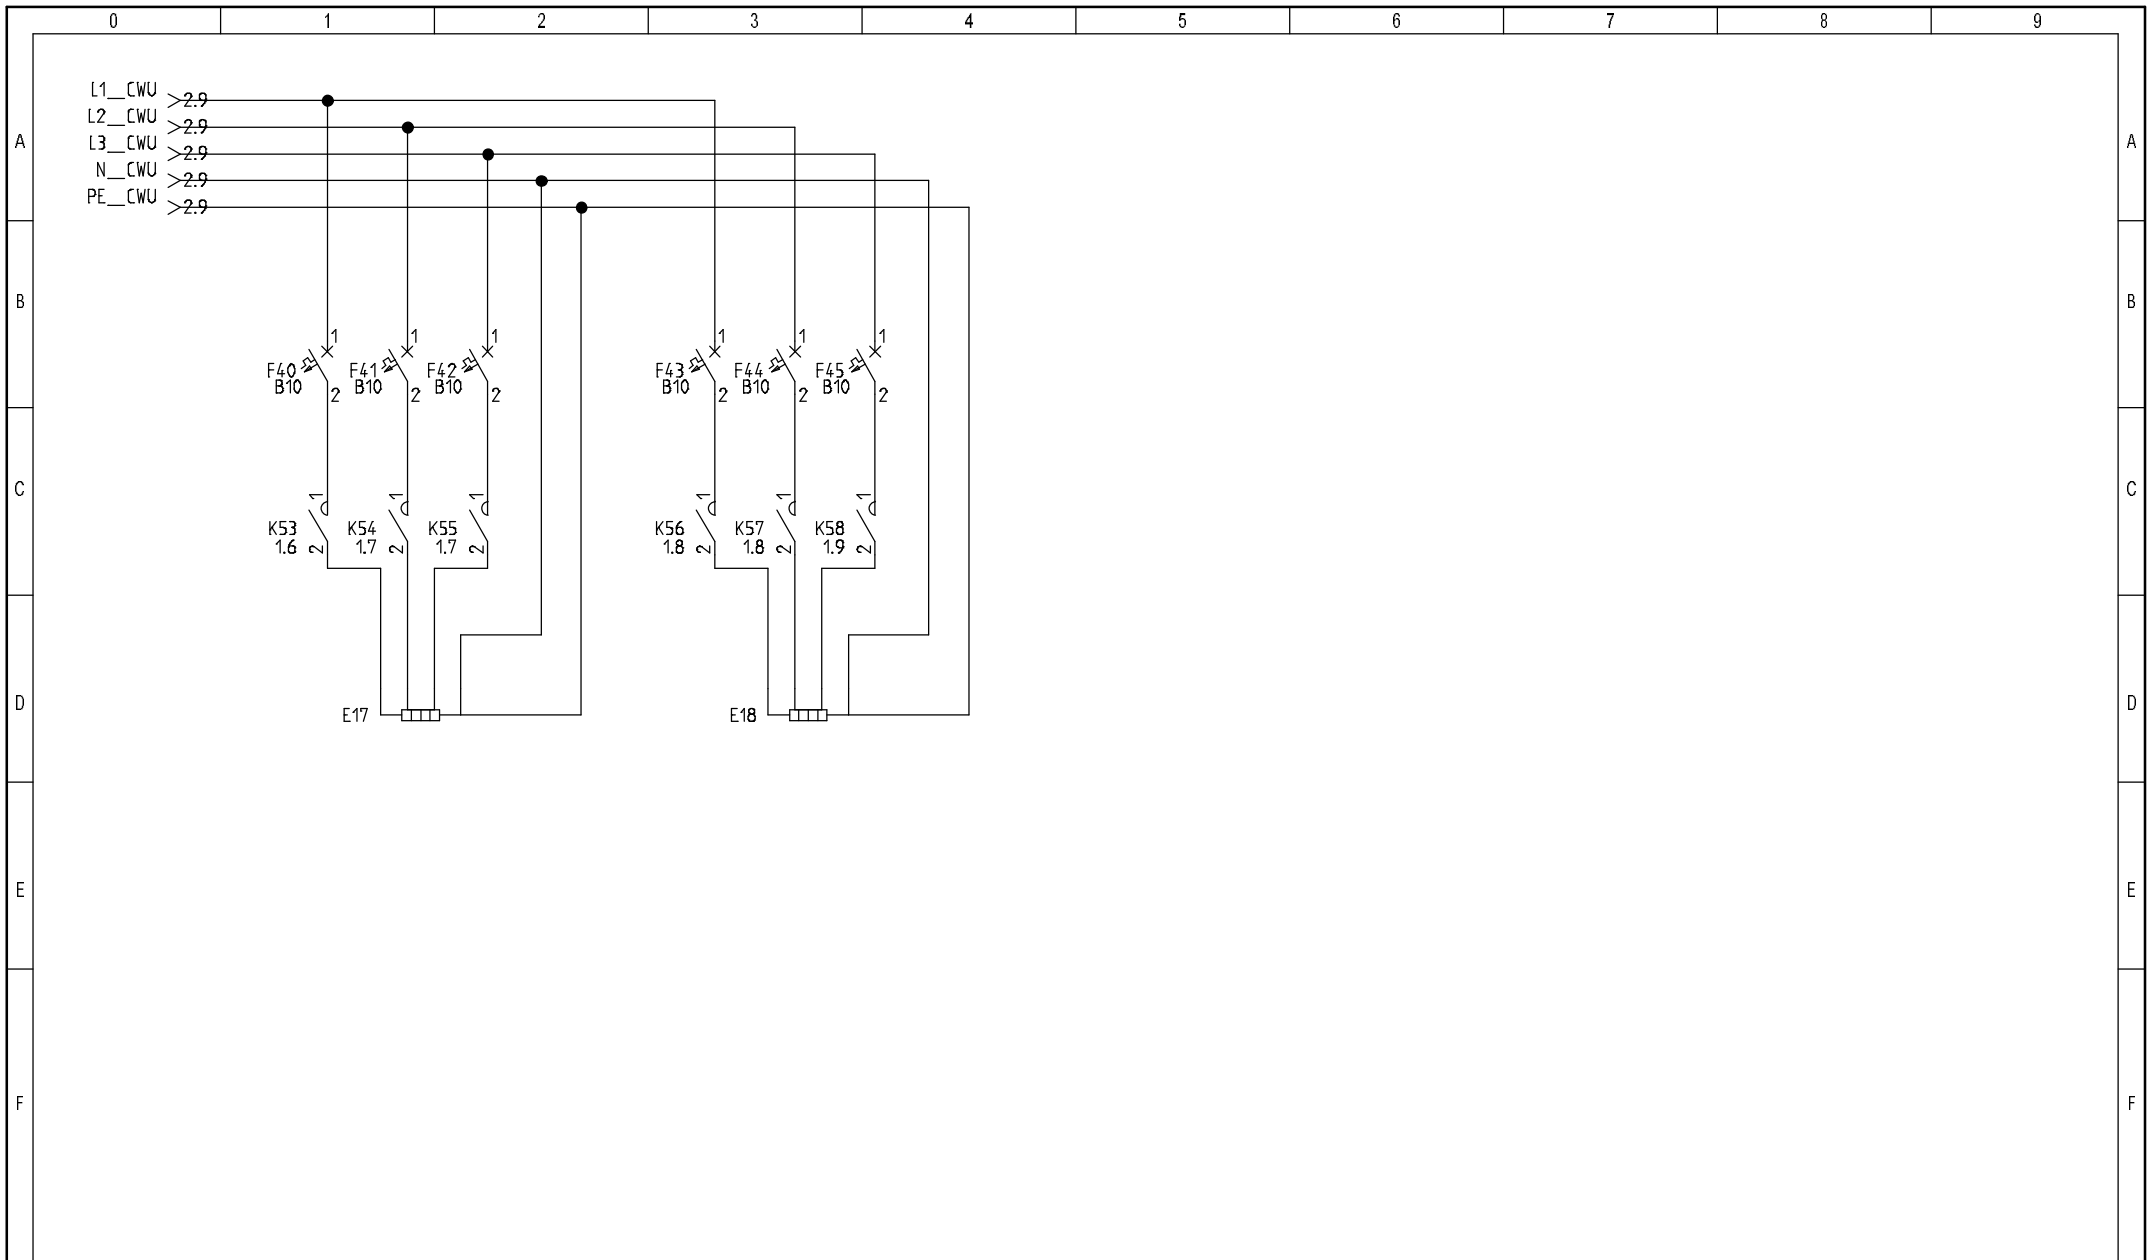 0 1 2 3 4 5 6 7 8 9
L1__CWU 2.9
L2__CWU 2.9
A L3__CWU 2.9 A
N__CWU 2.9
PE__CWU 2.9
B B
1 1 1 1 1 1
F40 F41 F42 F43 F44 F45
B10 B10 B10 B10 B10 B10
2 2 2 2 2 2
C C
1 1 1 1 1 1
K53 K54 K55 K56 K57 K58
1.6 2 1.7 2 1.7 2 1.8 2 1.8 2 1.9 2
D D
E17 E18
E E
F F